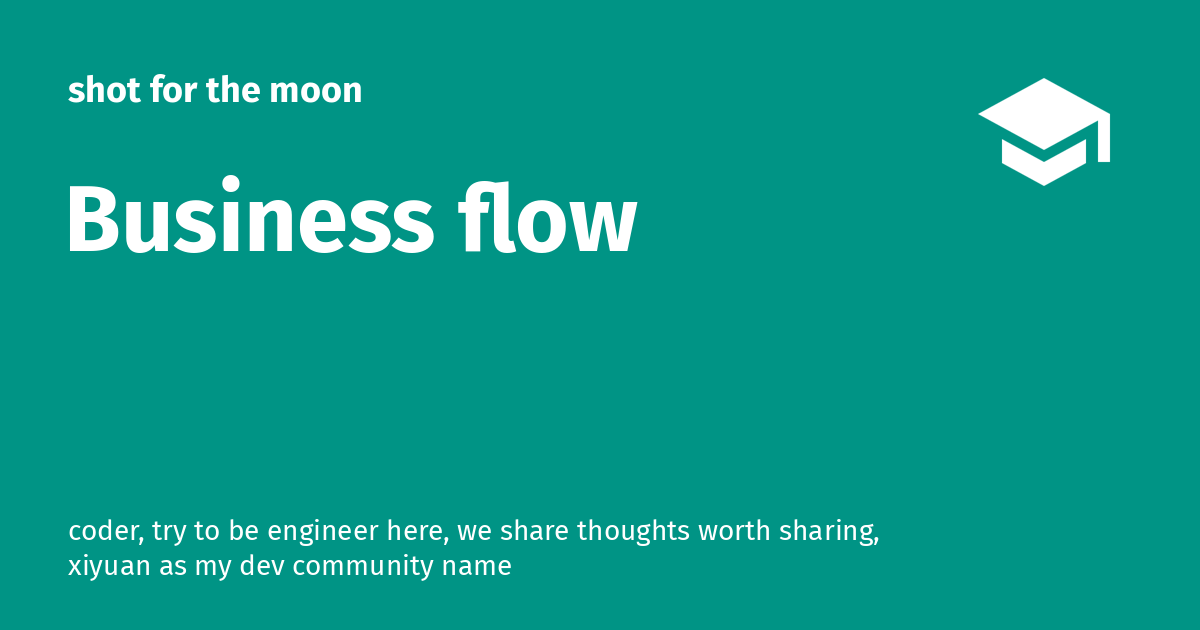 shot for the moon
Business flow
coder, try to be engineer here, we share thoughts worth sharing,
xiyuan as my dev community name